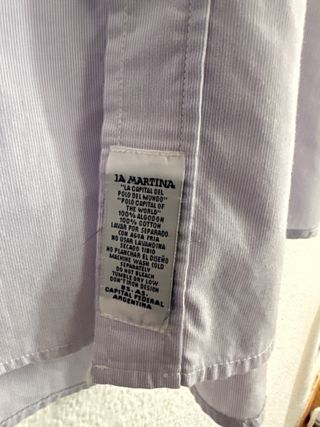 LA MARTINA
"LA CAPITAL DEL
POLO DEL MUNDO"
"POLO CAPITAL OF
THE WORLD"
100% ALGODON
100% COTTON
LAVAR POR SEPARADO
CON AGUA FRIA
NO USAR LAVANDINA
SECADO TIBIO
NO PLANCHAR EL DISEÑO
MACHINE WASH COLD
SEPARATELY
DO NOT BLEACH
TUMBLE DRY LOW
DON'T IRON DESIGN
BS. AS.
CAPITAL FEDERAL
ARGENTINA